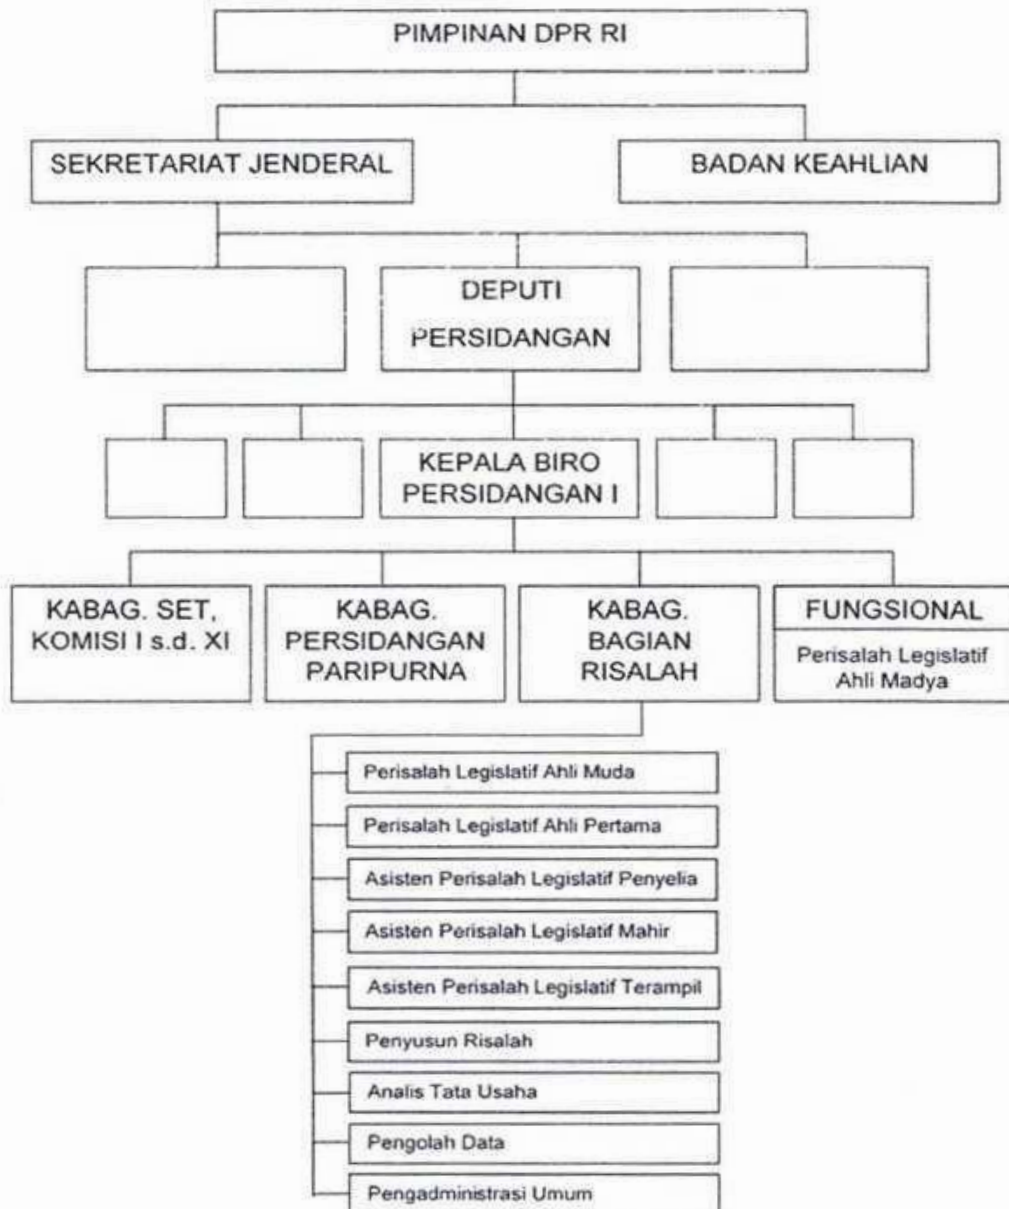 PIMPINAN DPR RI
SEKRETARIAT JENDERAL
BADAN KEAHLIAN
DEPUTI
PERSIDANGAN
KEPALA BIRO
PERSIDANGAN I
KABAG. SET,
KOMISI I s.d. XI
KABAG.
PERSIDANGAN
PARIPURNA
KABAG.
BAGIAN
RISALAH
FUNGSIONAL
Perisalah Legislatif
Ahli Madya
Perisalah Legislatif Ahli Muda
Perisalah Legislatif Ahli Pertama
Asisten Perisalah Legislatif Penyelia
Asisten Perisalah Legislatif Mahir
Asisten Perisalah Legislatif Terampil
Penyusun Risalah
Analis Tata Usaha
Pengolah Data
Pengadministrasi Umum